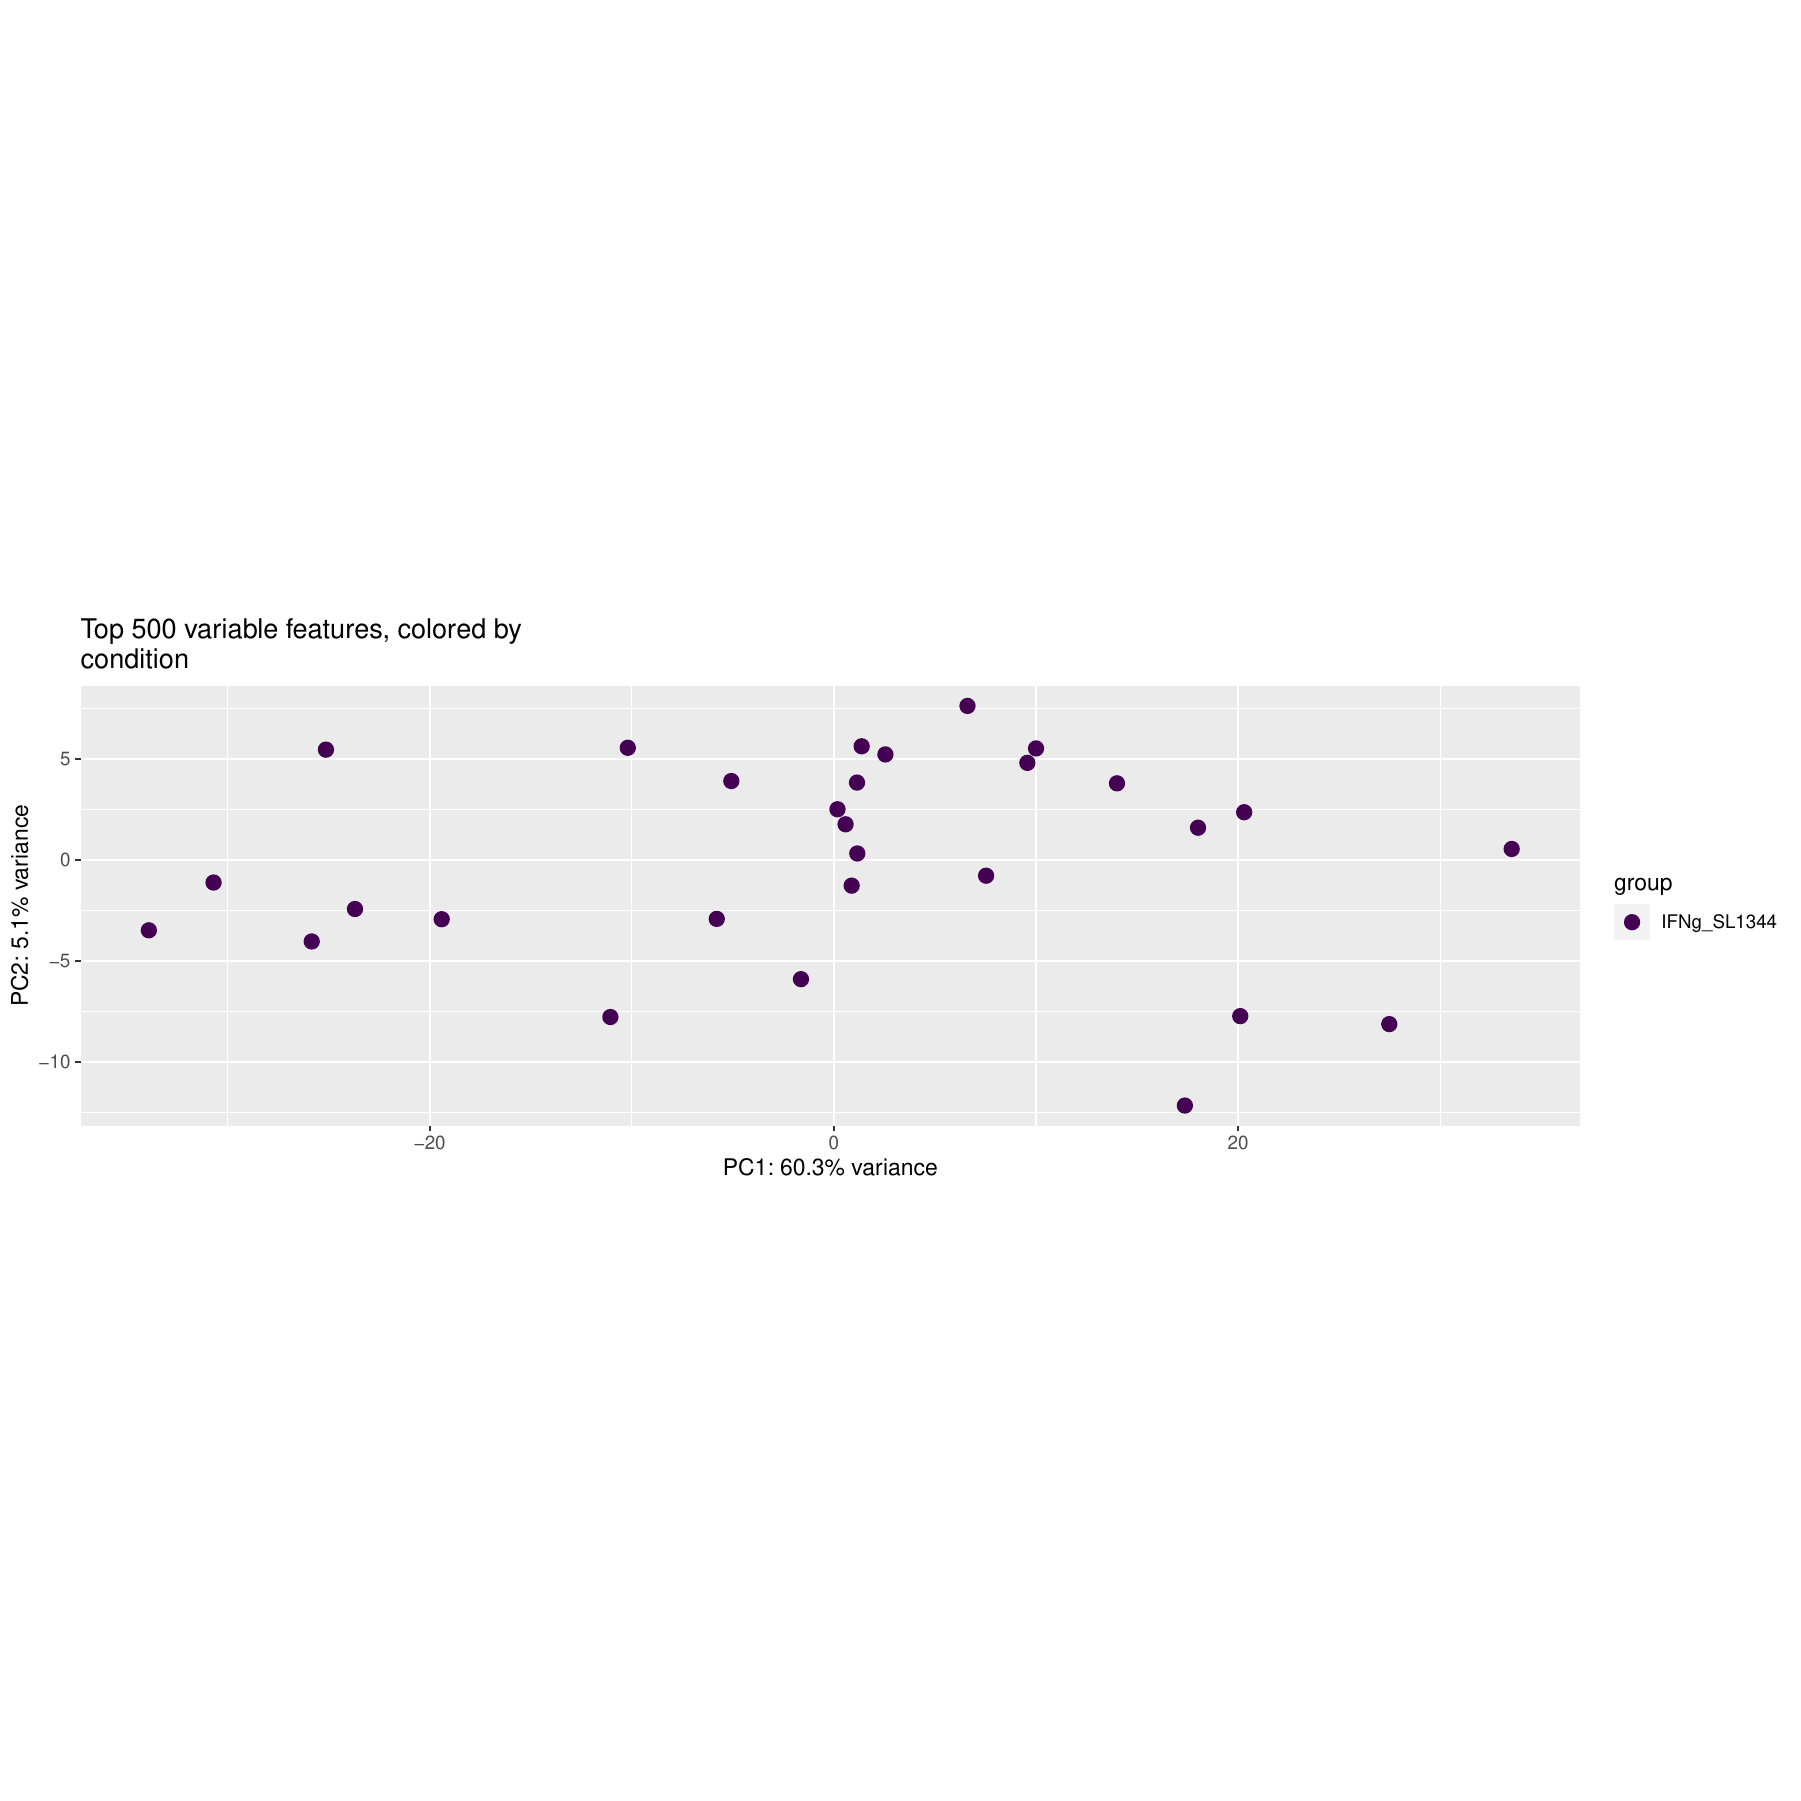 Top 500 variable features, colored by
condition
5
0
−5
−10
PC2: 5.1% variance
−20
0
20
PC1: 60.3% variance
group
IFNg_SL1344